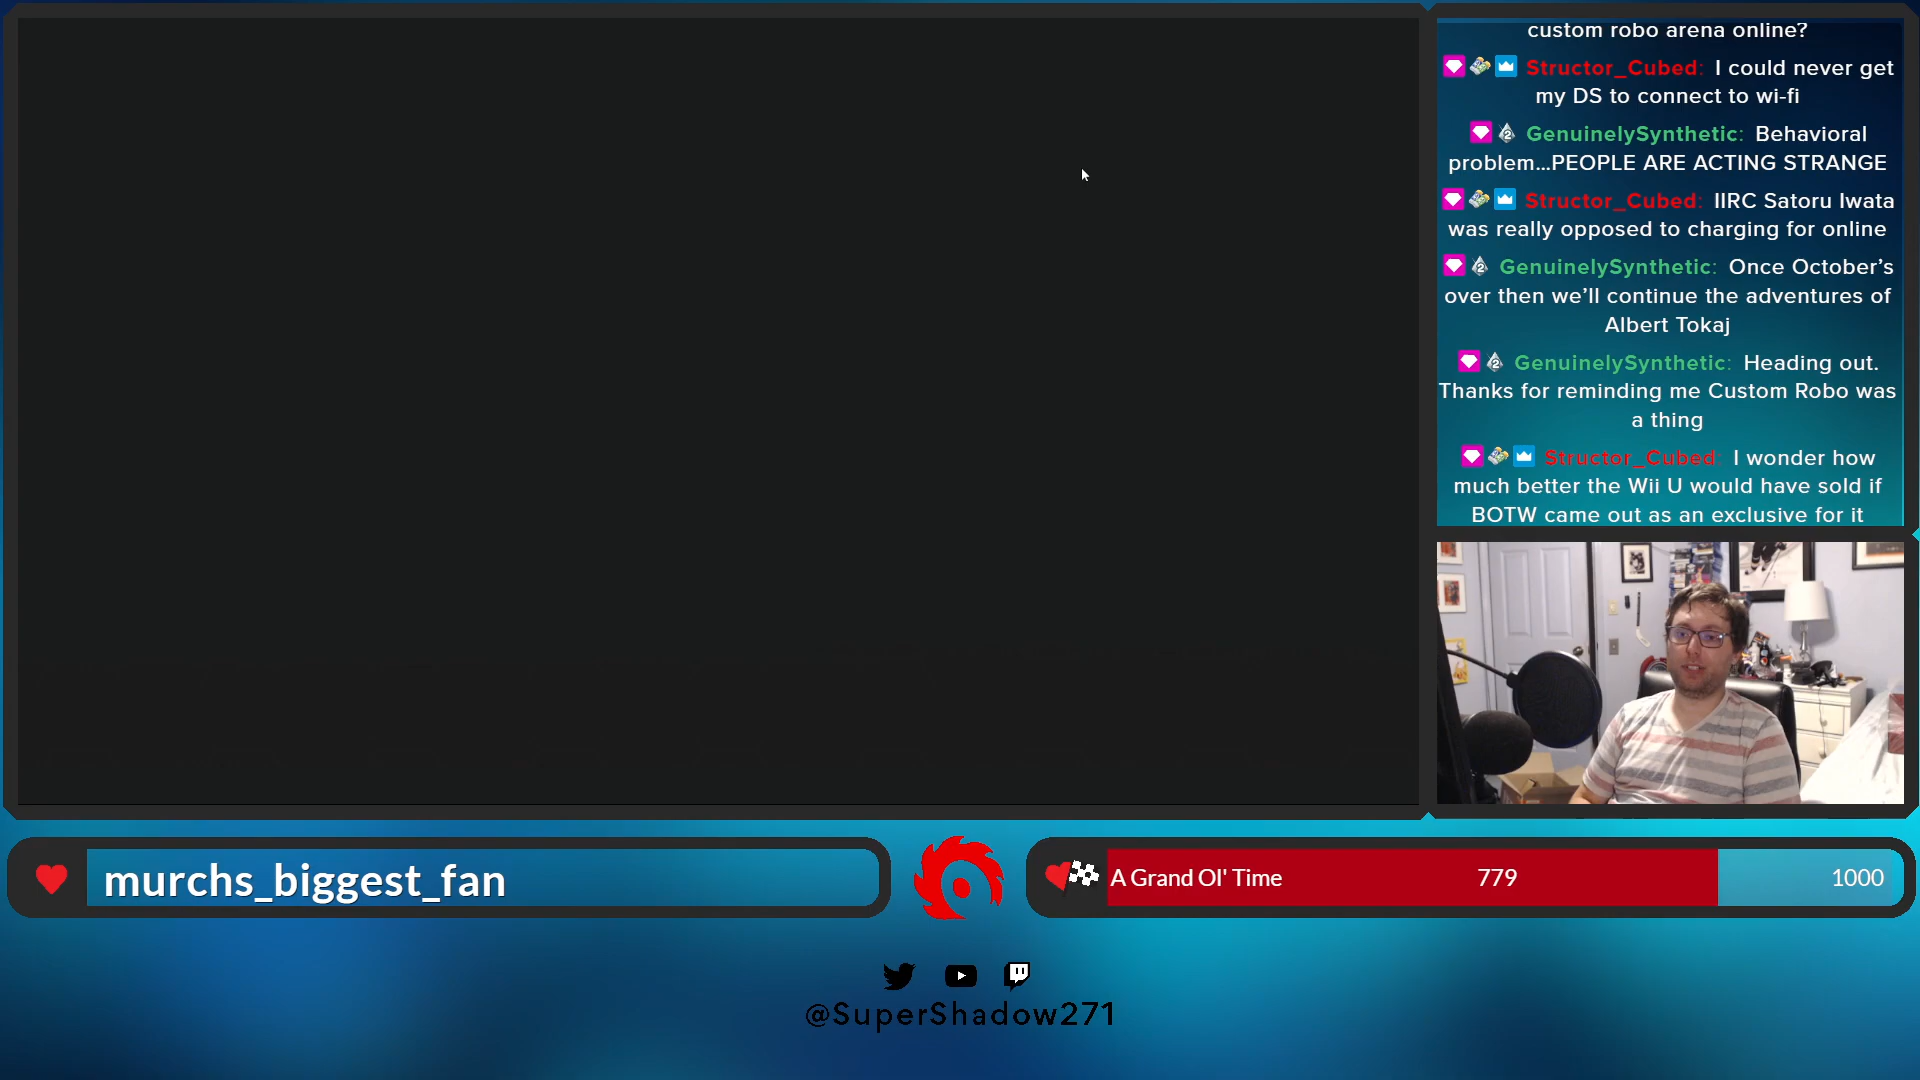 custom robo arena online?
Structor_Cubed: I could never get
my DS to connect to wi-fi
GenuinelySynthetic: Behavioral
problem...PEOPLE ARE ACTING STRANGE
Structor_Cubed: IIRC Satoru Iwata
was really opposed to charging for online
GenuinelySynthetic: Once October’s
over then we’ll continue the adventures of
Albert Tokaj
GenuinelySynthetic: Heading out.
Thanks for reminding me Custom Robo was
a thing
Structor_Cubed: I wonder how
much better the Wii U would have sold if
BOTW came out as an exclusive for it
murchs_biggest_fan
A Grand Ol' Time 779 1000
@SuperShadow271